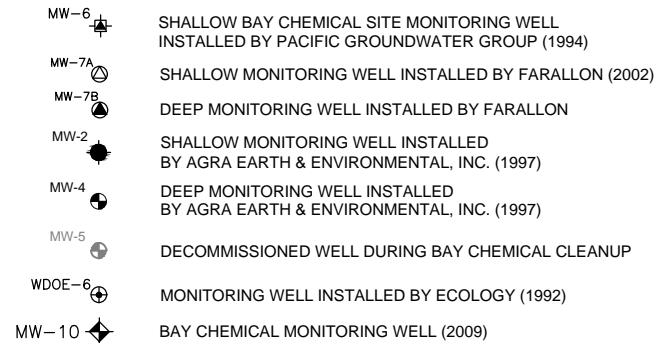 MW-6 SHALLOW BAY CHEMICAL SITE MONITORING WELL
INSTALLED BY PACIFIC GROUNDWATER GROUP (1994)
MW-7A SHALLOW MONITORING WELL INSTALLED BY FARALLON (2002)
MW-7B DEEP MONITORING WELL INSTALLED BY FARALLON
MW-2 SHALLOW MONITORING WELL INSTALLED
BY AGRA EARTH & ENVIRONMENTAL, INC. (1997)
MW-4 DEEP MONITORING WELL INSTALLED
BY AGRA EARTH & ENVIRONMENTAL, INC. (1997)
MW-5 DECOMMISSIONED WELL DURING BAY CHEMICAL CLEANUP
WDOE-6 MONITORING WELL INSTALLED BY ECOLOGY (1992)
MW-10 BAY CHEMICAL MONITORING WELL (2009)